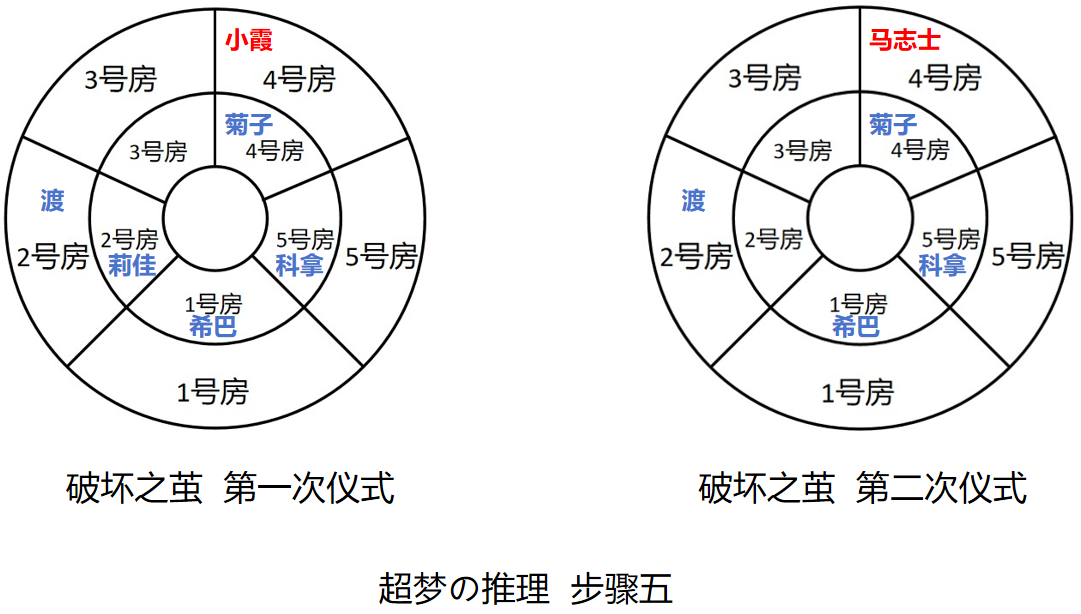 小霞
3号房
4号房
菊子
3号房
4号房
渡
2号房
2号房
莉佳
5号房
科拿
5号房
1号房
希巴
1号房
破坏之茧 第一次仪式
马志士
3号房
4号房
菊子
3号房
4号房
渡
2号房
2号房
5号房
科拿
5号房
1号房
希巴
1号房
破坏之茧 第二次仪式
超梦の推理 步骤五